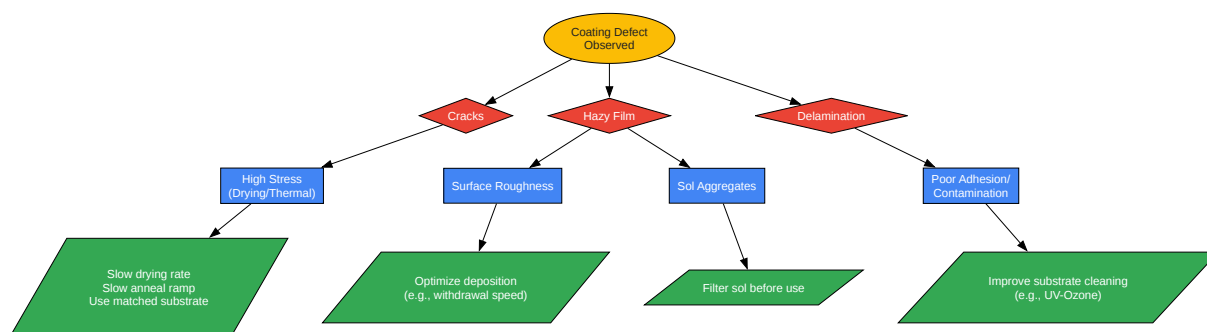 Coating Defect
Observed
Cracks
Hazy Film
Delamination
High Stress
(Drying/Thermal)
Surface Roughness
Sol Aggregates
Poor Adhesion/
Contamination
Slow drying rate
Slow anneal ramp
Use matched substrate
Optimize deposition
(e.g., withdrawal speed)
Filter sol before use
Improve substrate cleaning
(e.g., UV-Ozone)